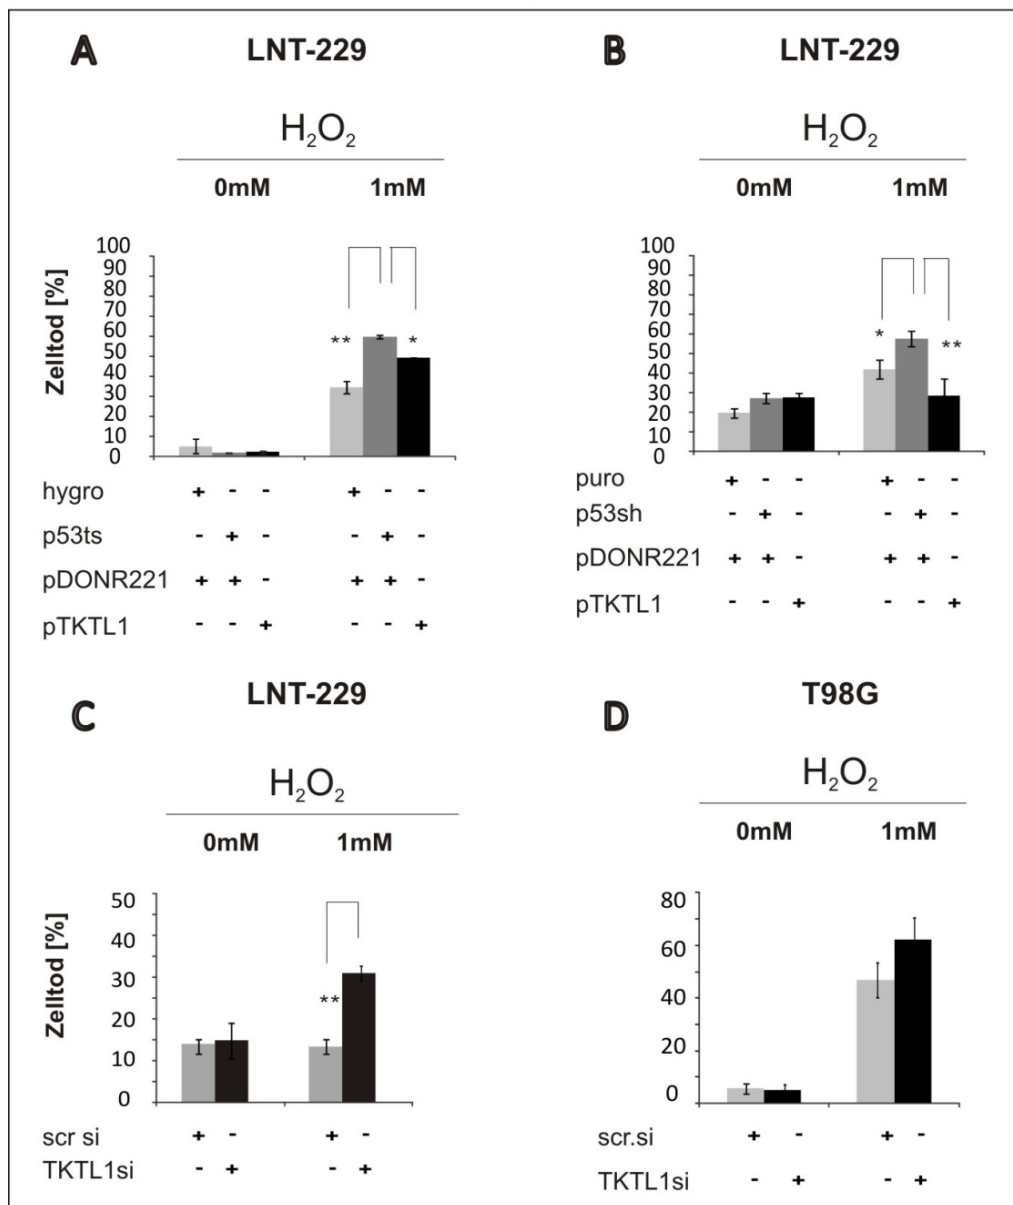 A LNT-229
H2O2
0mM 1mM
Zelltod [%]
100
90
80
70
60
50
40
30
20
10
0
** *
hygro + - - + - -
p53ts - + - - + -
pDONR221 + + - + + -
pTKTL1 - - + - - +
B LNT-229
H2O2
0mM 1mM
100
90
80
70
60
50
40
30
20
10
0
* **
puro + - - + - -
p53sh - + - - + -
pDONR221 + + - + + -
pTKTL1 - - + - - +
C LNT-229
H2O2
0mM 1mM
Zelltod [%]
50
40
30
20
10
0
**
scr si + - + -
TKTL1si - + - +
D T98G
H2O2
0mM 1mM
80
60
40
20
0
scr.si + - + -
TKTL1si - + - +